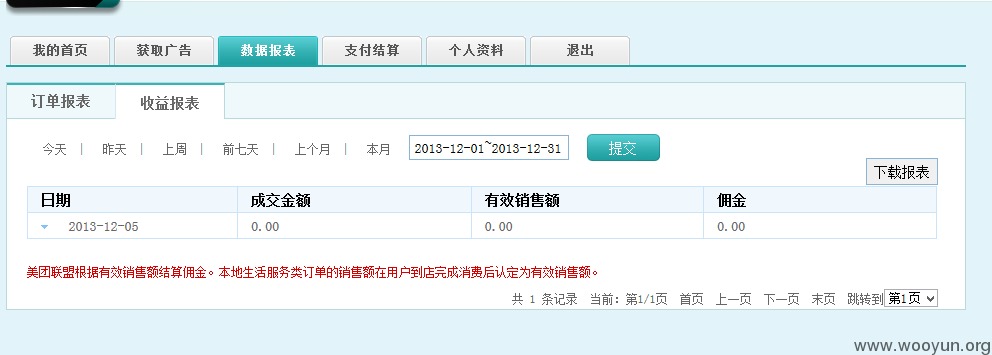 我的首页 获取广告 数据报表 支付结算 个人资料 退出
订单报表 收益报表
今天 | 昨天 | 上周 | 前七天 | 上个月 | 本月 2013-12-01~2013-12-31 提交
下载报表
日期 成交金额 有效销售额 佣金
2013-12-05 0.00 0.00 0.00
美团联盟根据有效销售额结算佣金。本地生活服务类订单的销售额在用户到店完成消费后认定为有效销售额。
共 1 条记录 当前：第1/1页 首页 上一页 下一页 末页 跳转到 第1页
www.wooyun.org